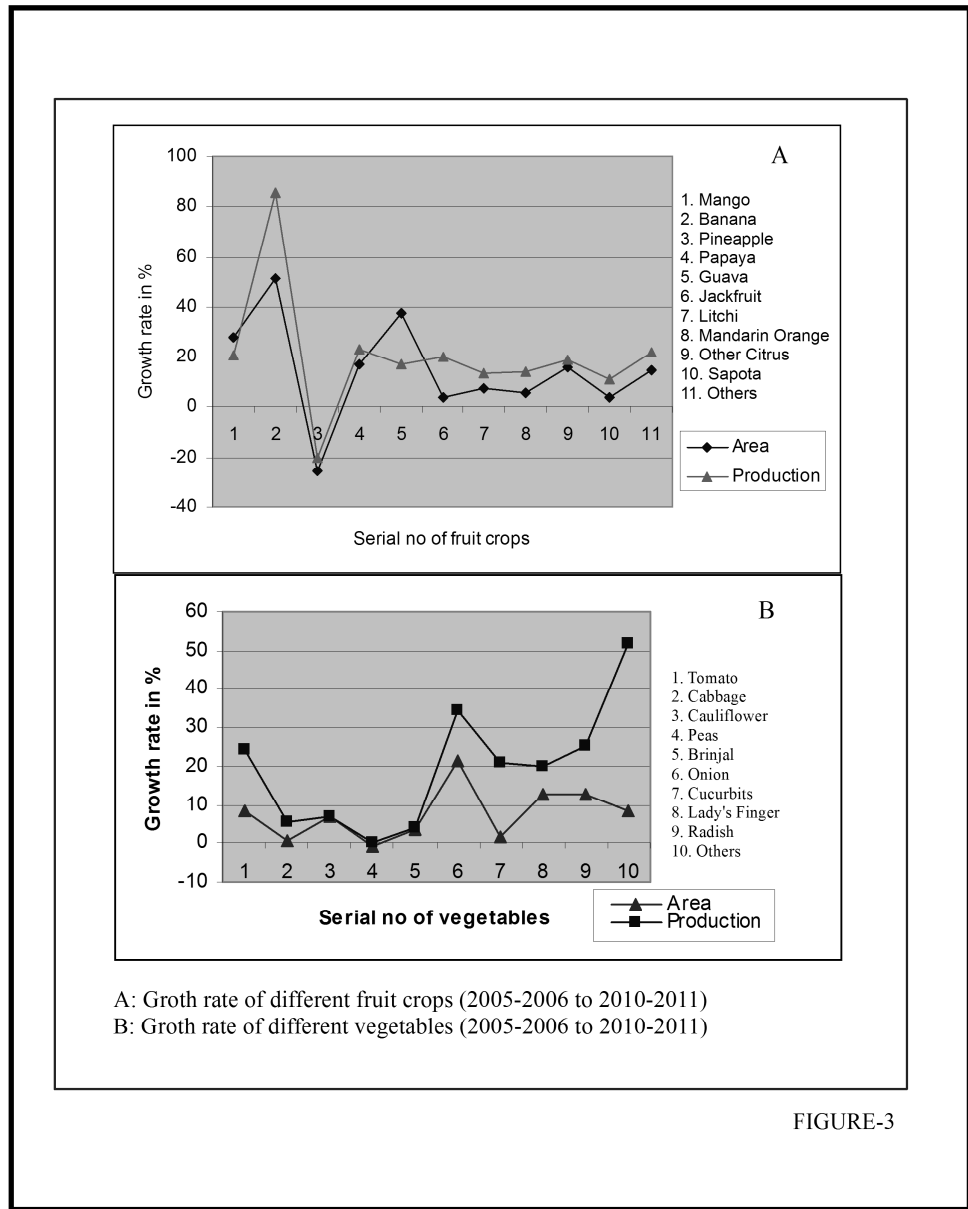 A
100
80
60
40
20
0
-20
-40
Growth rate in %
1 2 3 4 5 6 7 8 9 10 11
Serial no of fruit crops
1. Mango
2. Banana
3. Pineapple
4. Papaya
5. Guava
6. Jackfruit
7. Litchi
8. Mandarin Orange
9. Other Citrus
10. Sapota
11. Others
Area
Production
B
60
50
40
30
20
10
0
-10
Growth rate in %
1 2 3 4 5 6 7 8 9 10
Serial no of vegetables
1. Tomato
2. Cabbage
3. Cauliflower
4. Peas
5. Brinjal
6. Onion
7. Cucurbits
8. Lady's Finger
9. Radish
10. Others
Area
Production
A: Groth rate of different fruit crops (2005-2006 to 2010-2011)
B: Groth rate of different vegetables (2005-2006 to 2010-2011)
FIGURE-3